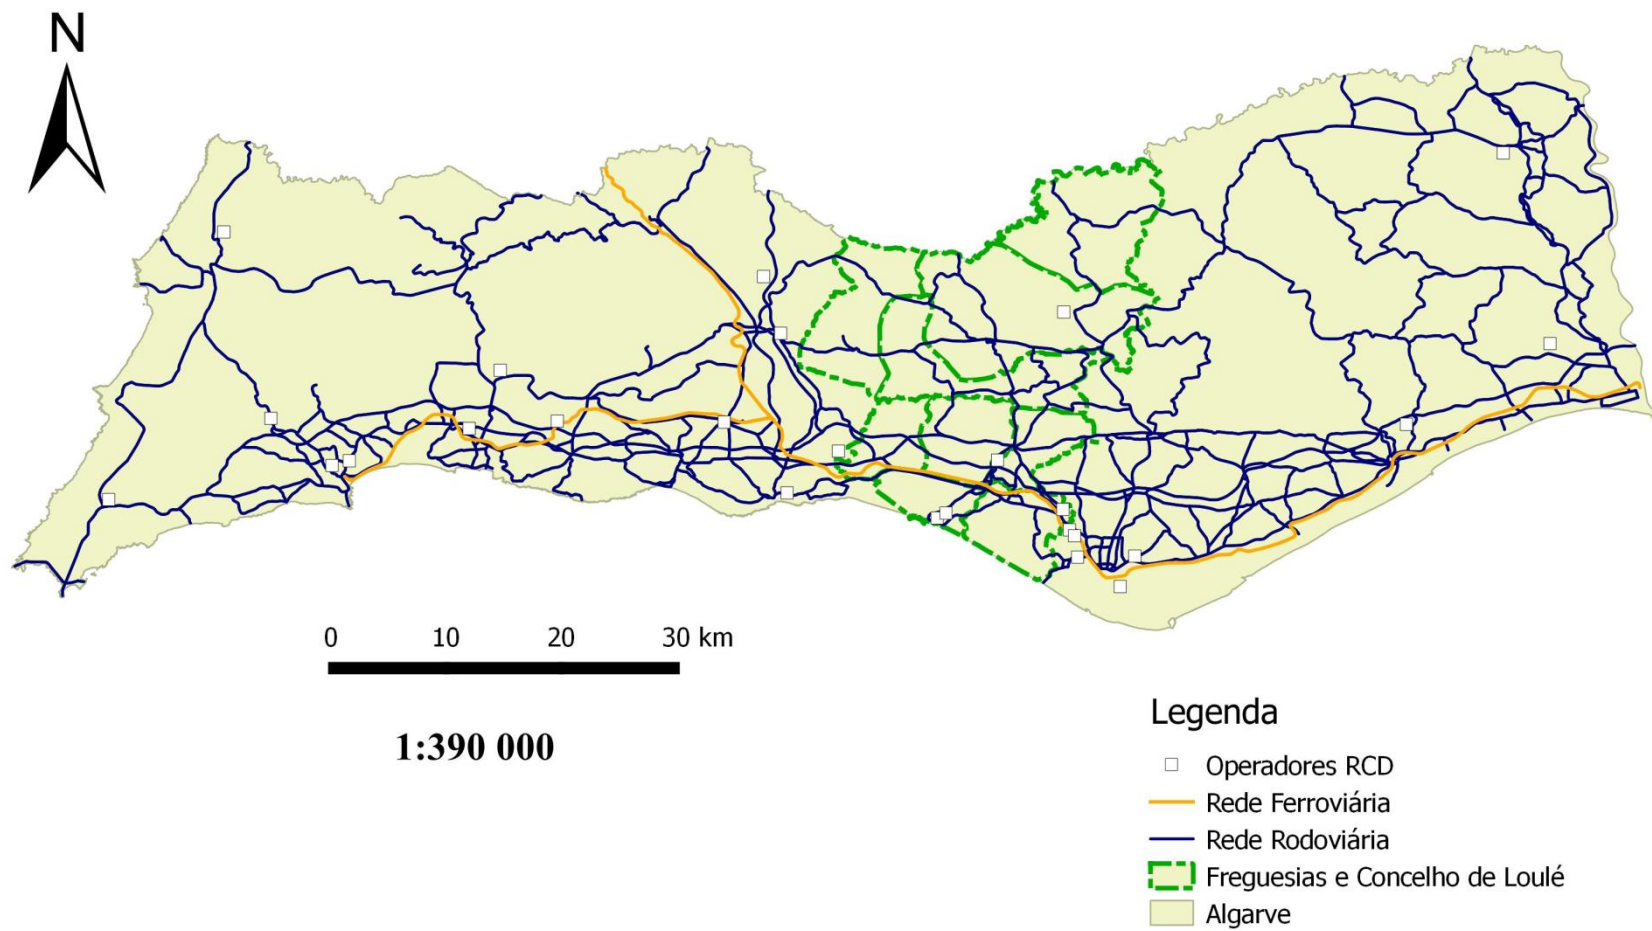 N
0 10 20 30 km
1:390 000
Legenda
Operadores RCD
Rede Ferroviária
Rede Rodoviária
Freguesias e Concelho de Loulé
Algarve